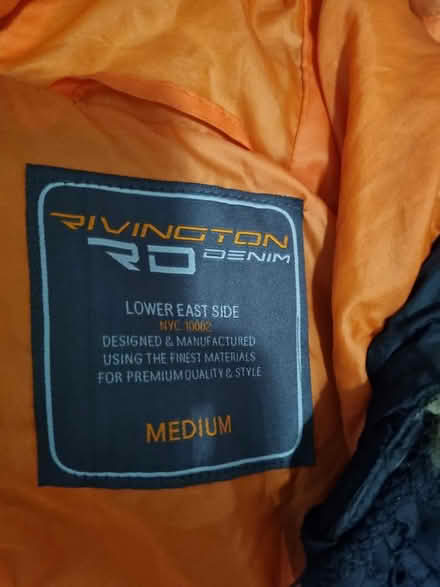 RIVINGTON
RD DENIM
LOWER EAST SIDE
NYC.10002
DESIGNED & MANUFACTURED
USING THE FINEST MATERIALS
FOR PREMIUM QUALITY & STYLE
MEDIUM